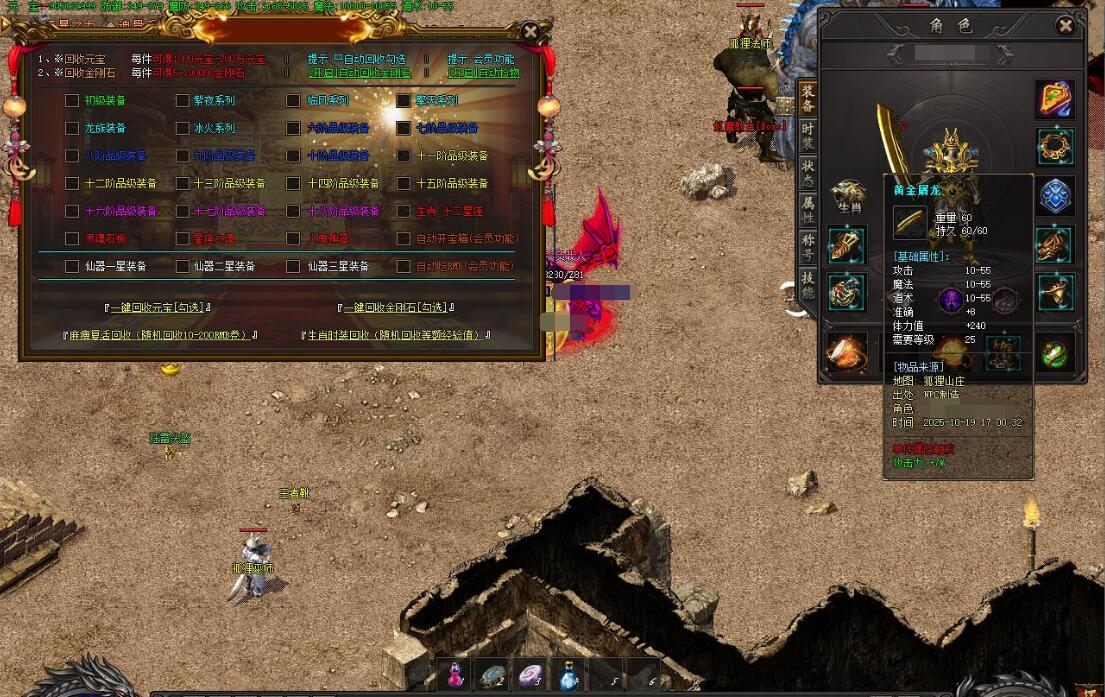 角色
1、※回收元宝 每件可得1000元宝-200万元宝 || 提示:口自动回收勾选 || 提示:会员功能
2、※回收金刚石 每件可得5-100000金刚石 || [开启]自动回收金刚石 || [开启]自动捡物
初级装备 紫夜系列 临风系列 擎天系列
龙族装备 冰火系列 六阶品级装备 七阶品级装备
八阶品级装备 九阶品级装备 十阶品级装备 十一阶品级装备
十二阶品级装备 十三阶品级装备 十四阶品级装备 十五阶品级装备
十六阶品级装备 十七阶品级装备 十八阶品级装备 生肖·十二星座
灵魂石板 星座之魂 自动开宝箱(会员功能)
仙器一星装备 仙器二星装备 仙器三星装备 自动吃RMB(会员功能)
『一键回收元宝[勾选]』 『一键回收金刚石[勾选]』
『麻痹复活回收（随机回收10-200RMB券）』 『生肖时装回收（随机回收等额经验值）』
狐狸法师
装备
时装
状态
属性
称号
技能
生肖
黄金屠龙
重量 60
持久 60/60
[基础属性]:
攻击 10-55
魔法 10-55
道术 10-55
准确 +8
体力值 +240
需要等级 25
[物品来源]
地图: 狐狸山庄
出处: NPC制造
角色
时间: 2025-10-19 17:00:32
攻击力 +7%
狂雷头盔
王者靴
狐狸巫师
1 2 3 4 5 6